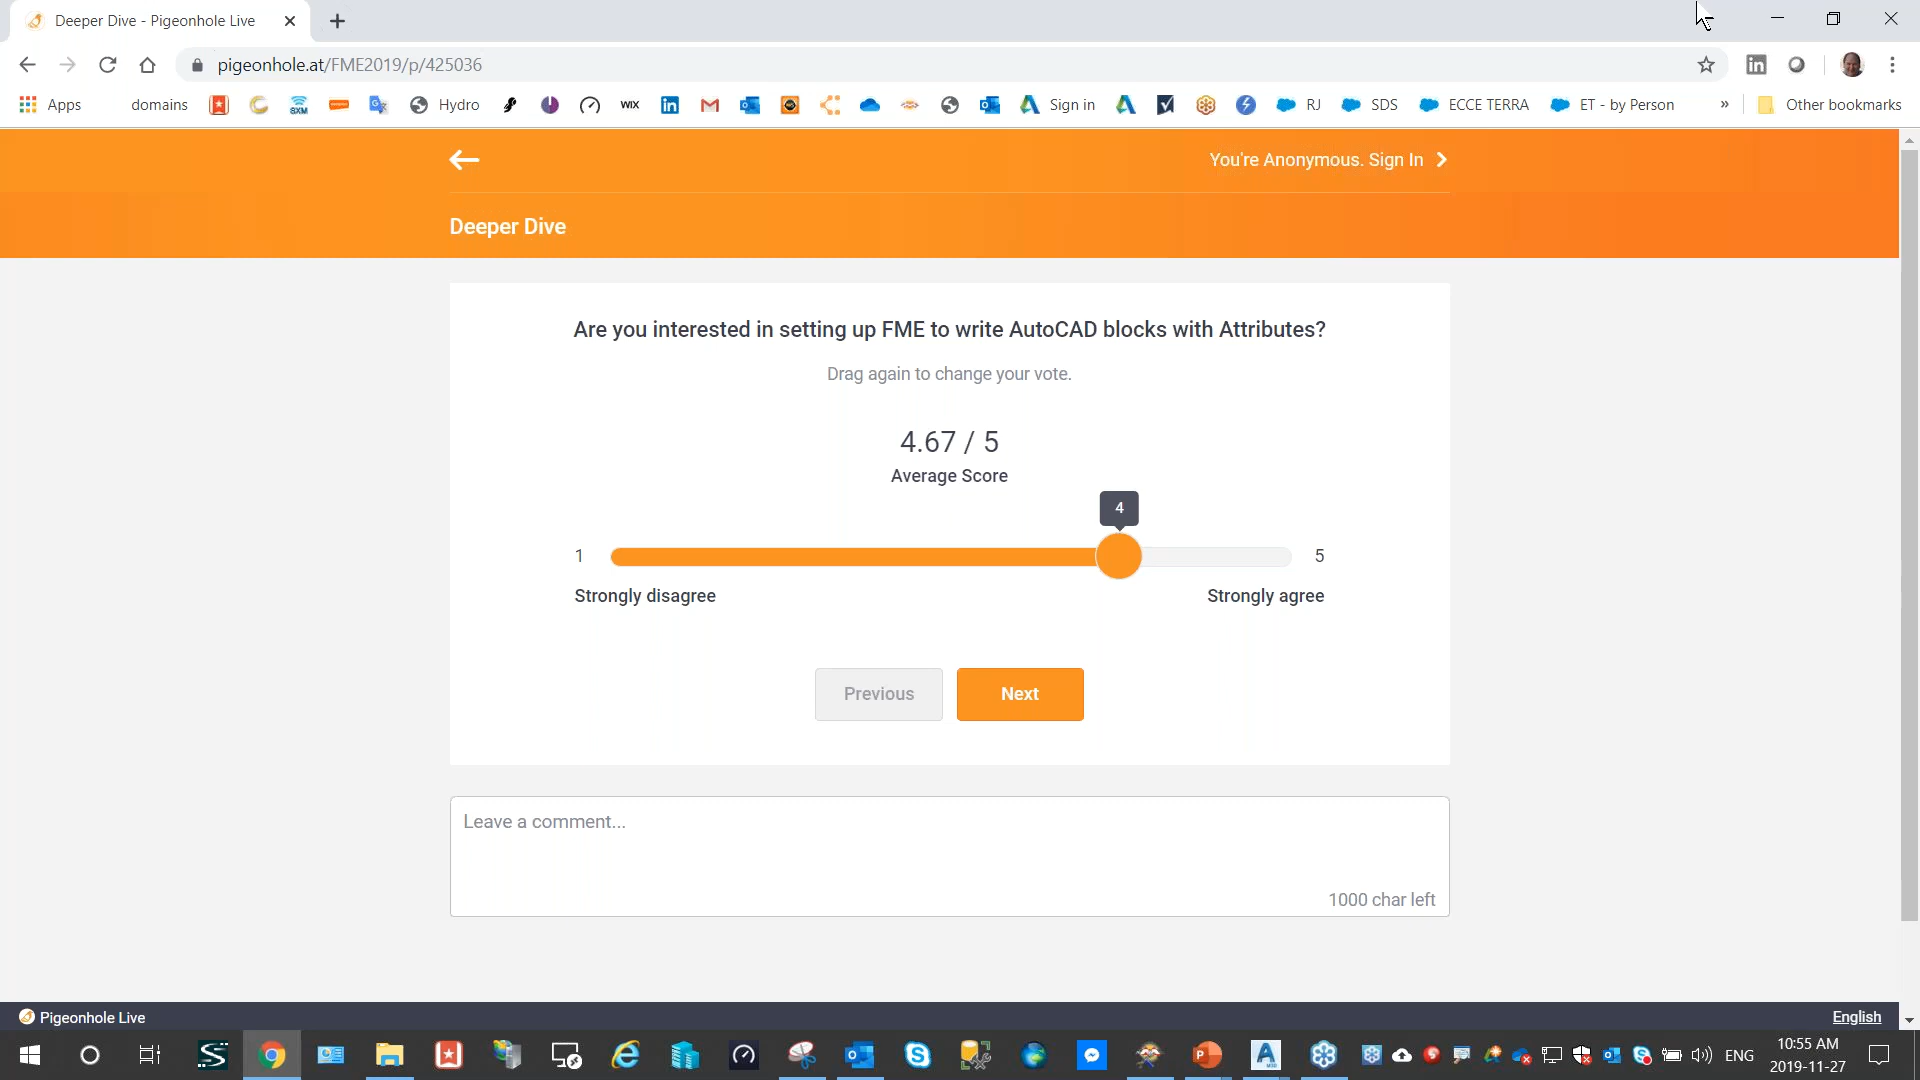 Deeper Dive - Pigeonhole Live
pigeonhole.at/FME2019/p/425036
Apps domains Hydro WIX Sign in RJ SDS ECCE TERRA ET - by Person » Other bookmarks
You're Anonymous. Sign In
Deeper Dive
Are you interested in setting up FME to write AutoCAD blocks with Attributes?
Drag again to change your vote.
4.67 / 5
Average Score
4
1 5
Strongly disagree Strongly agree
Previous Next
Leave a comment...
1000 char left
Pigeonhole Live English
ENG 10:55 AM
2019-11-27